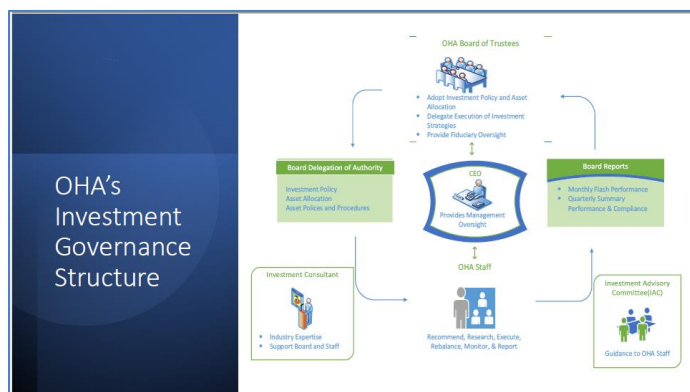 OHA's
Investment
Governance
Structure
OHA Board of Trustees
Adopt Investment Policy and Asset
Allocation
Delegate Execution of Investment
Strategies
Provide Fiduciary Oversight
Board Delegation of Authority
Investment Policy
Asset Allocation
Asset Policies and Procedures
CEO
Provides Management
Oversight
Board Reports
Monthly Flash Performance
Quarterly Summary
Performance & Compliance
OHA Staff
Recommend, Research, Execute,
Rebalance, Monitor, & Report
Investment Consultant
Industry Expertise
Support Board and Staff
Investment Advisory
Committee(IAC)
Guidance to OHA Staff